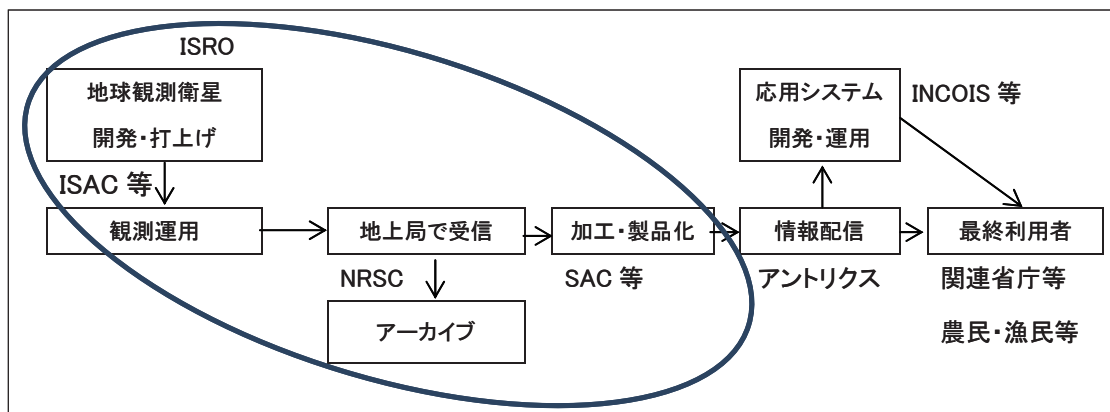 ISRO
地球観測衛星
開発・打上げ
ISAC 等
観測運用
地上局で受信
NRSC
アーカイブ
加工・製品化
SAC 等
応用システム
開発・運用
INCOIS 等
情報配信
アントリクス
最終利用者
関連省庁等
農民・漁民等